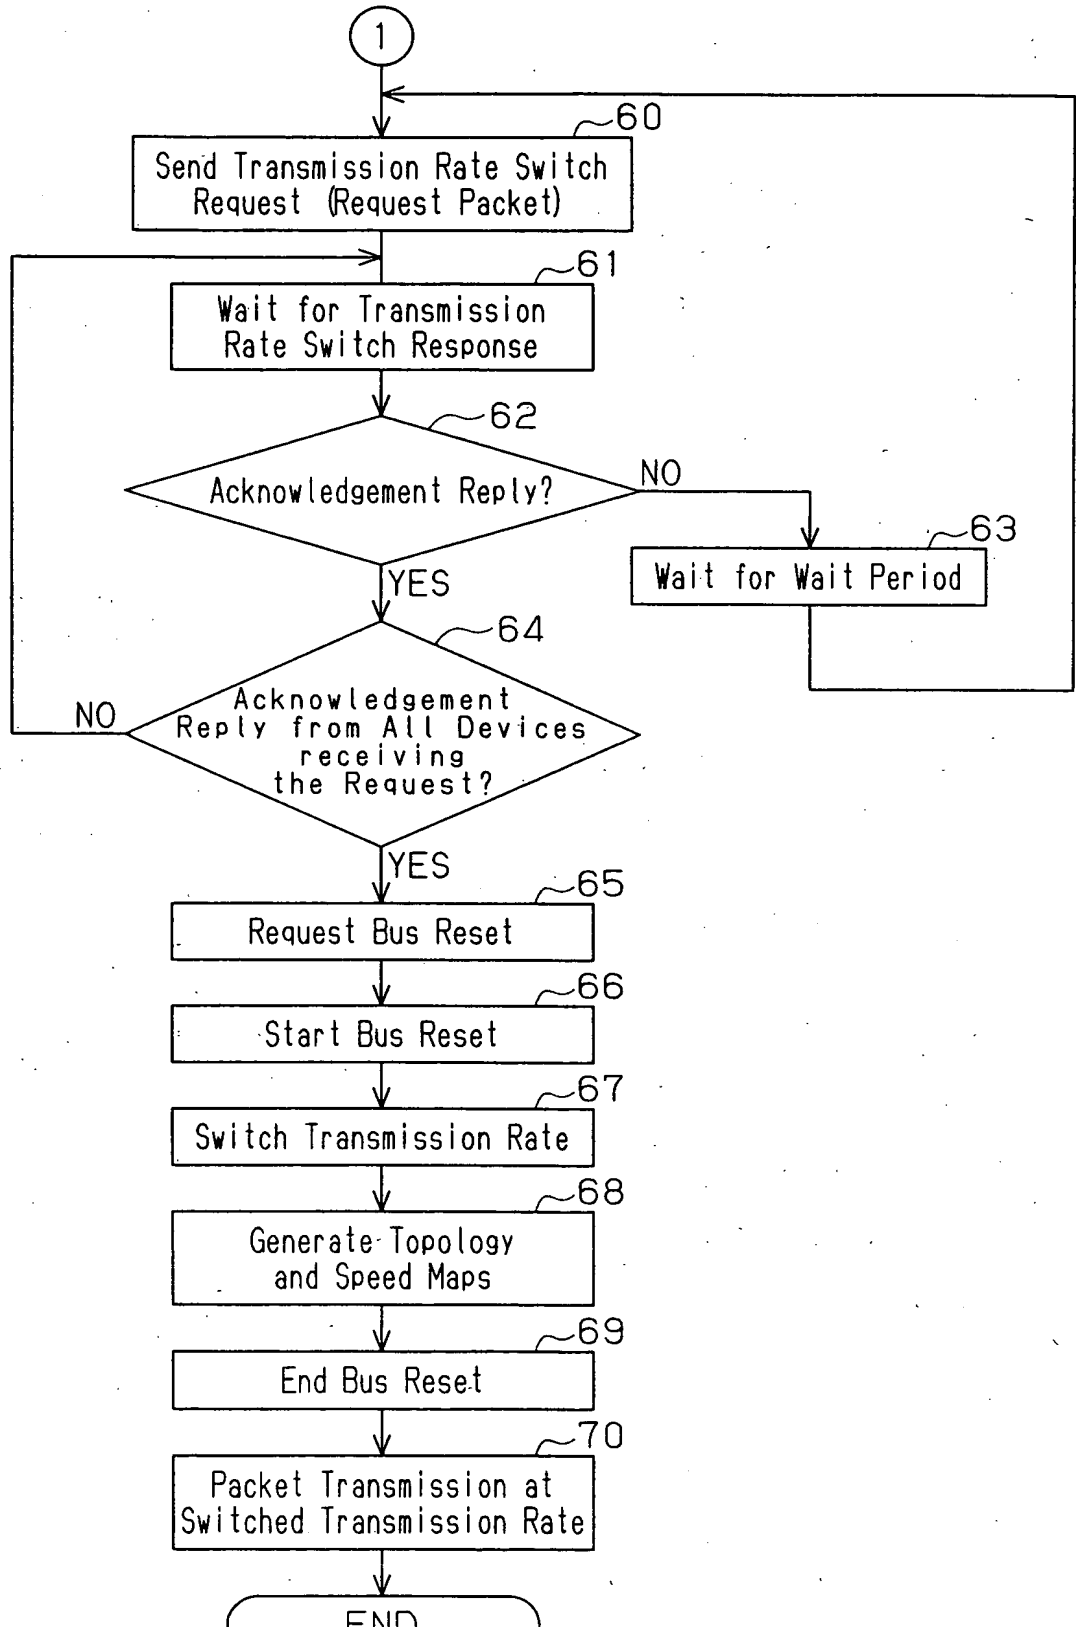 1
60
Send Transmission Rate Switch
Request (Request Packet)
61
Wait for Transmission
Rate Switch Response
62
Acknowledgement Reply?
NO
63
Wait for Wait Period
YES
64
Acknowledgement
Reply from All Devices
receiving
the Request?
NO
YES
65
Request Bus Reset
66
Start Bus Reset
67
Switch Transmission Rate
68
Generate Topology
and Speed Maps
69
End Bus Reset
70
Packet Transmission at
Switched Transmission Rate
END